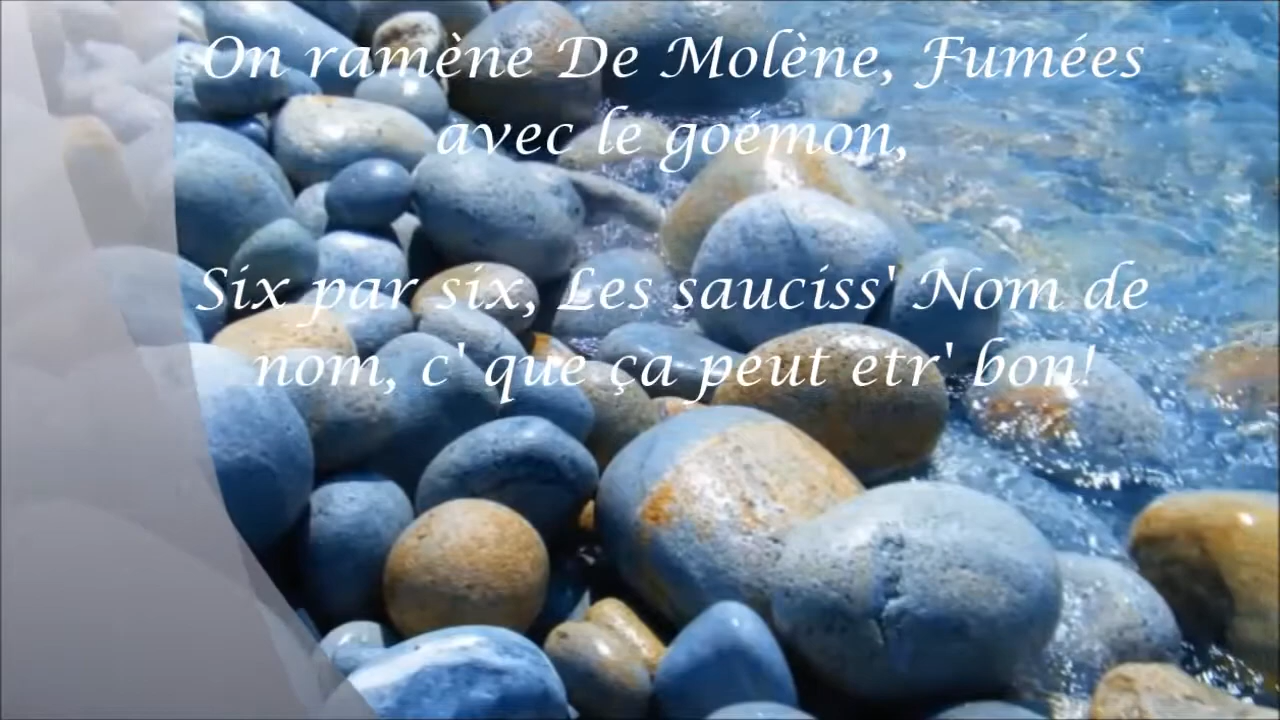 On ramène De Molène, Fumées
avec le goémon,
Six par six, Les sauciss' Nom de
nom, c' que ça peut etr' bon!